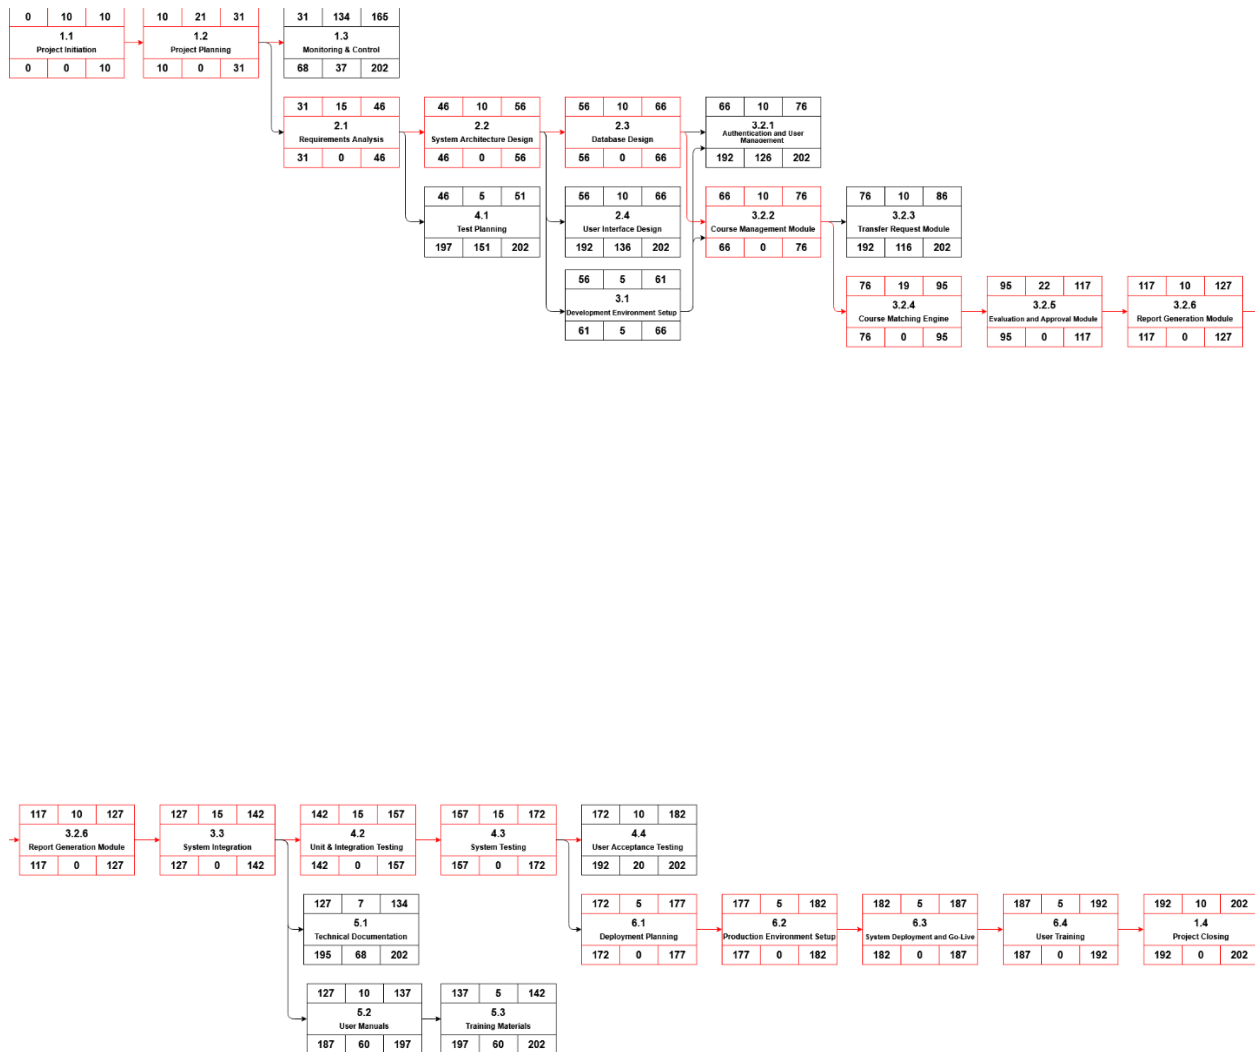 0 10 10
1.1
Project Initiation
0 0 10
10 21 31
1.2
Project Planning
10 0 31
31 134 165
1.3
Monitoring & Control
68 37 202
31 15 46
2.1
Requirements Analysis
31 0 46
46 10 56
2.2
System Architecture Design
46 0 56
56 10 66
2.3
Database Design
56 0 66
66 10 76
3.2.1
Authentication and User
Management
192 126 202
46 5 51
4.1
Test Planning
197 151 202
56 10 66
2.4
User Interface Design
192 136 202
66 10 76
3.2.2
Course Management Module
66 0 76
76 10 86
3.2.3
Transfer Request Module
192 116 202
56 5 61
3.1
Development Environment Setup
61 5 66
76 19 95
3.2.4
Course Matching Engine
76 0 95
95 22 117
3.2.5
Evaluation and Approval Module
95 0 117
117 10 127
3.2.6
Report Generation Module
117 0 127
117 10 127
3.2.6
Report Generation Module
117 0 127
127 15 142
3.3
System Integration
127 0 142
142 15 157
4.2
Unit & Integration Testing
142 0 157
157 15 172
4.3
System Testing
157 0 172
172 10 182
4.4
User Acceptance Testing
192 20 202
127 7 134
5.1
Technical Documentation
195 68 202
172 5 177
6.1
Deployment Planning
172 0 177
177 5 182
6.2
Production Environment Setup
177 0 182
182 5 187
6.3
System Deployment and Go-Live
182 0 187
187 5 192
6.4
User Training
187 0 192
192 10 202
1.4
Project Closing
192 0 202
127 10 137
5.2
User Manuals
187 60 197
137 5 142
5.3
Training Materials
197 60 202